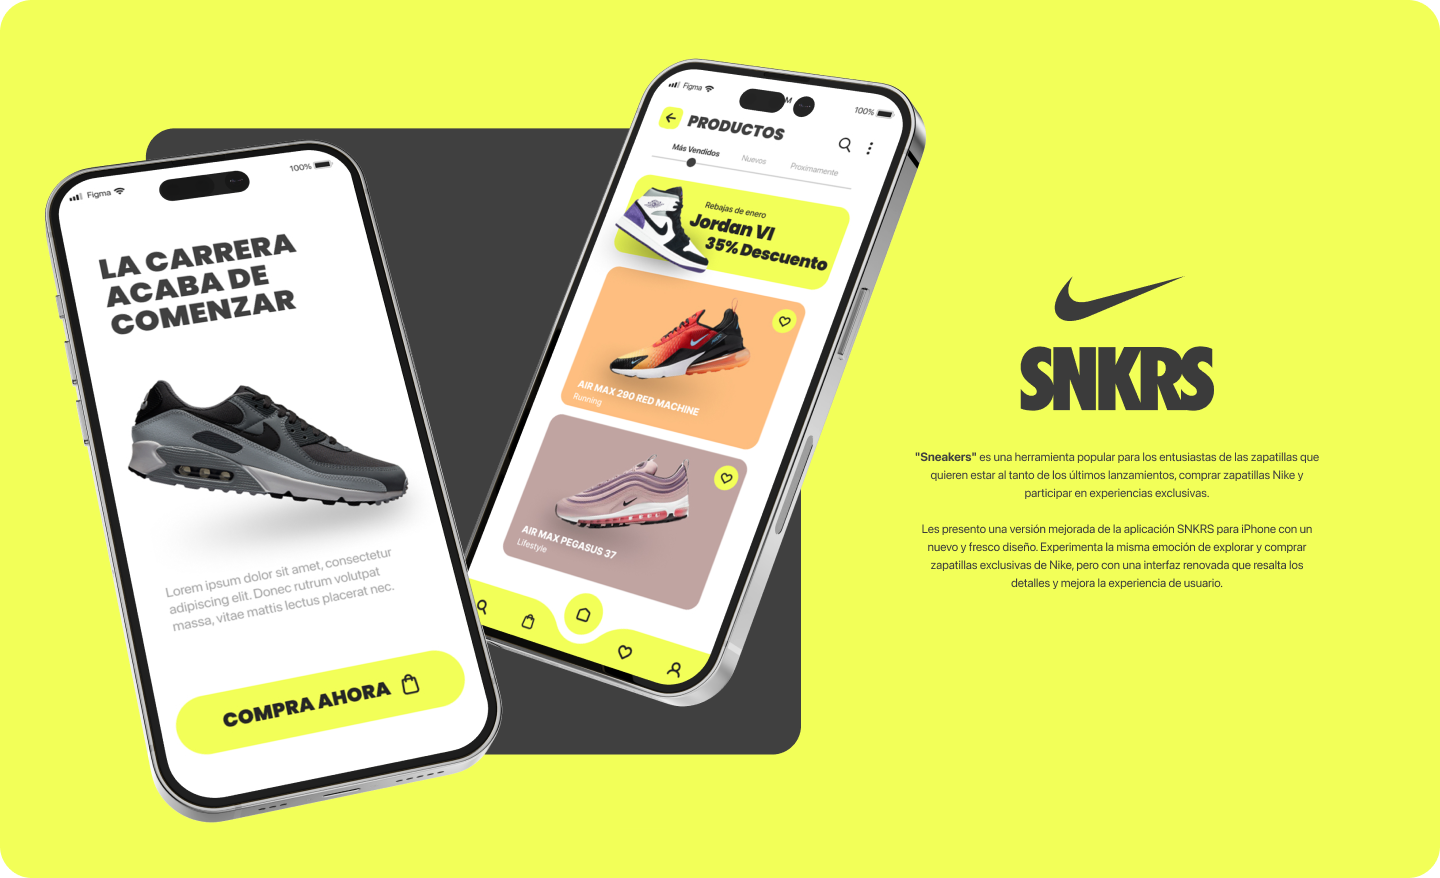 Figma
100%
LA CARRERA
ACABA DE
COMENZAR
Lorem ipsum dolor sit amet, consectetur
adipiscing elit. Donec rutrum volutpat
massa, vitae mattis lectus placerat nec.
COMPRA AHORA
Figma
M
100%
PRODUCTOS
Más Vendidos
Nuevos
Proximamente
Rebajas de enero
Jordan VI
35% Descuento
AIR MAX 290 RED MACHINE
Running
AIR MAX PEGASUS 37
Lifestyle
SNKRS
"Sneakers" es una herramienta popular para los entusiastas de las zapatillas que
quieren estar al tanto de los últimos lanzamientos, comprar zapatillas Nike y
participar en experiencias exclusivas.
Les presento una versión mejorada de la aplicación SNKRS para iPhone con un
nuevo y fresco diseño. Experimenta la misma emoción de explorar y comprar
zapatillas exclusivas de Nike, pero con una interfaz renovada que resalta los
detalles y mejora la experiencia de usuario.